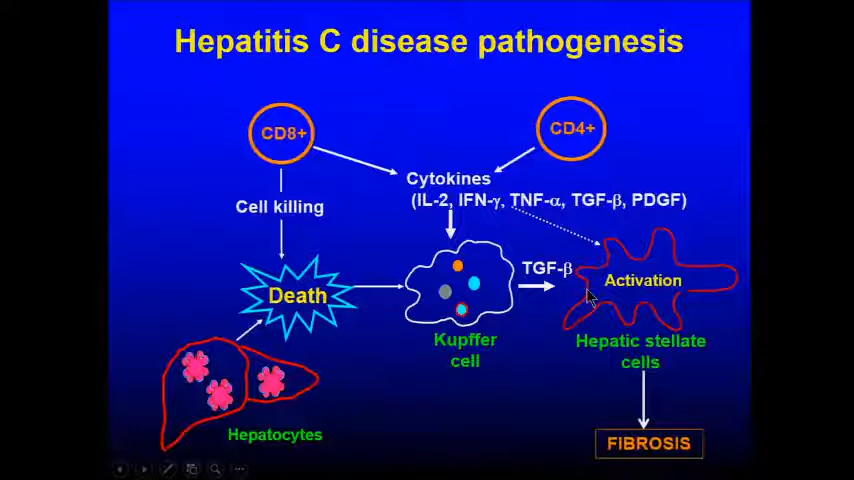 Hepatitis C disease pathogenesis
CD8+
CD4+
Cytokines
(IL-2, IFN-γ, TNF-α, TGF-β, PDGF)
Cell killing
TGF-β
Activation
Death
Kupffer
cell
Hepatic stellate
cells
Hepatocytes
FIBROSIS